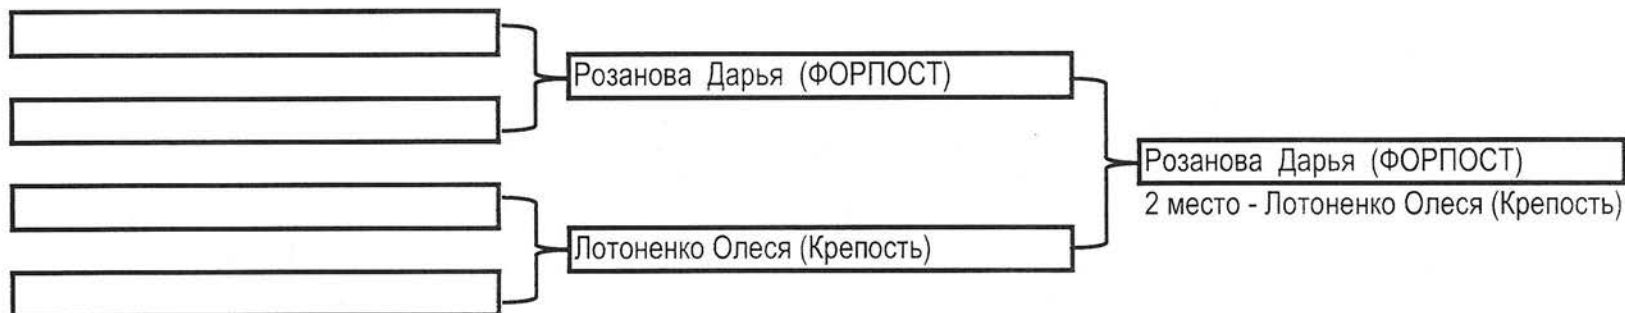 Розанова Дарья (ФОРПОСТ)
Розанова Дарья (ФОРПОСТ)
2 место - Лотоненко Олеся (Крепость)
Лотоненко Олеся (Крепость)